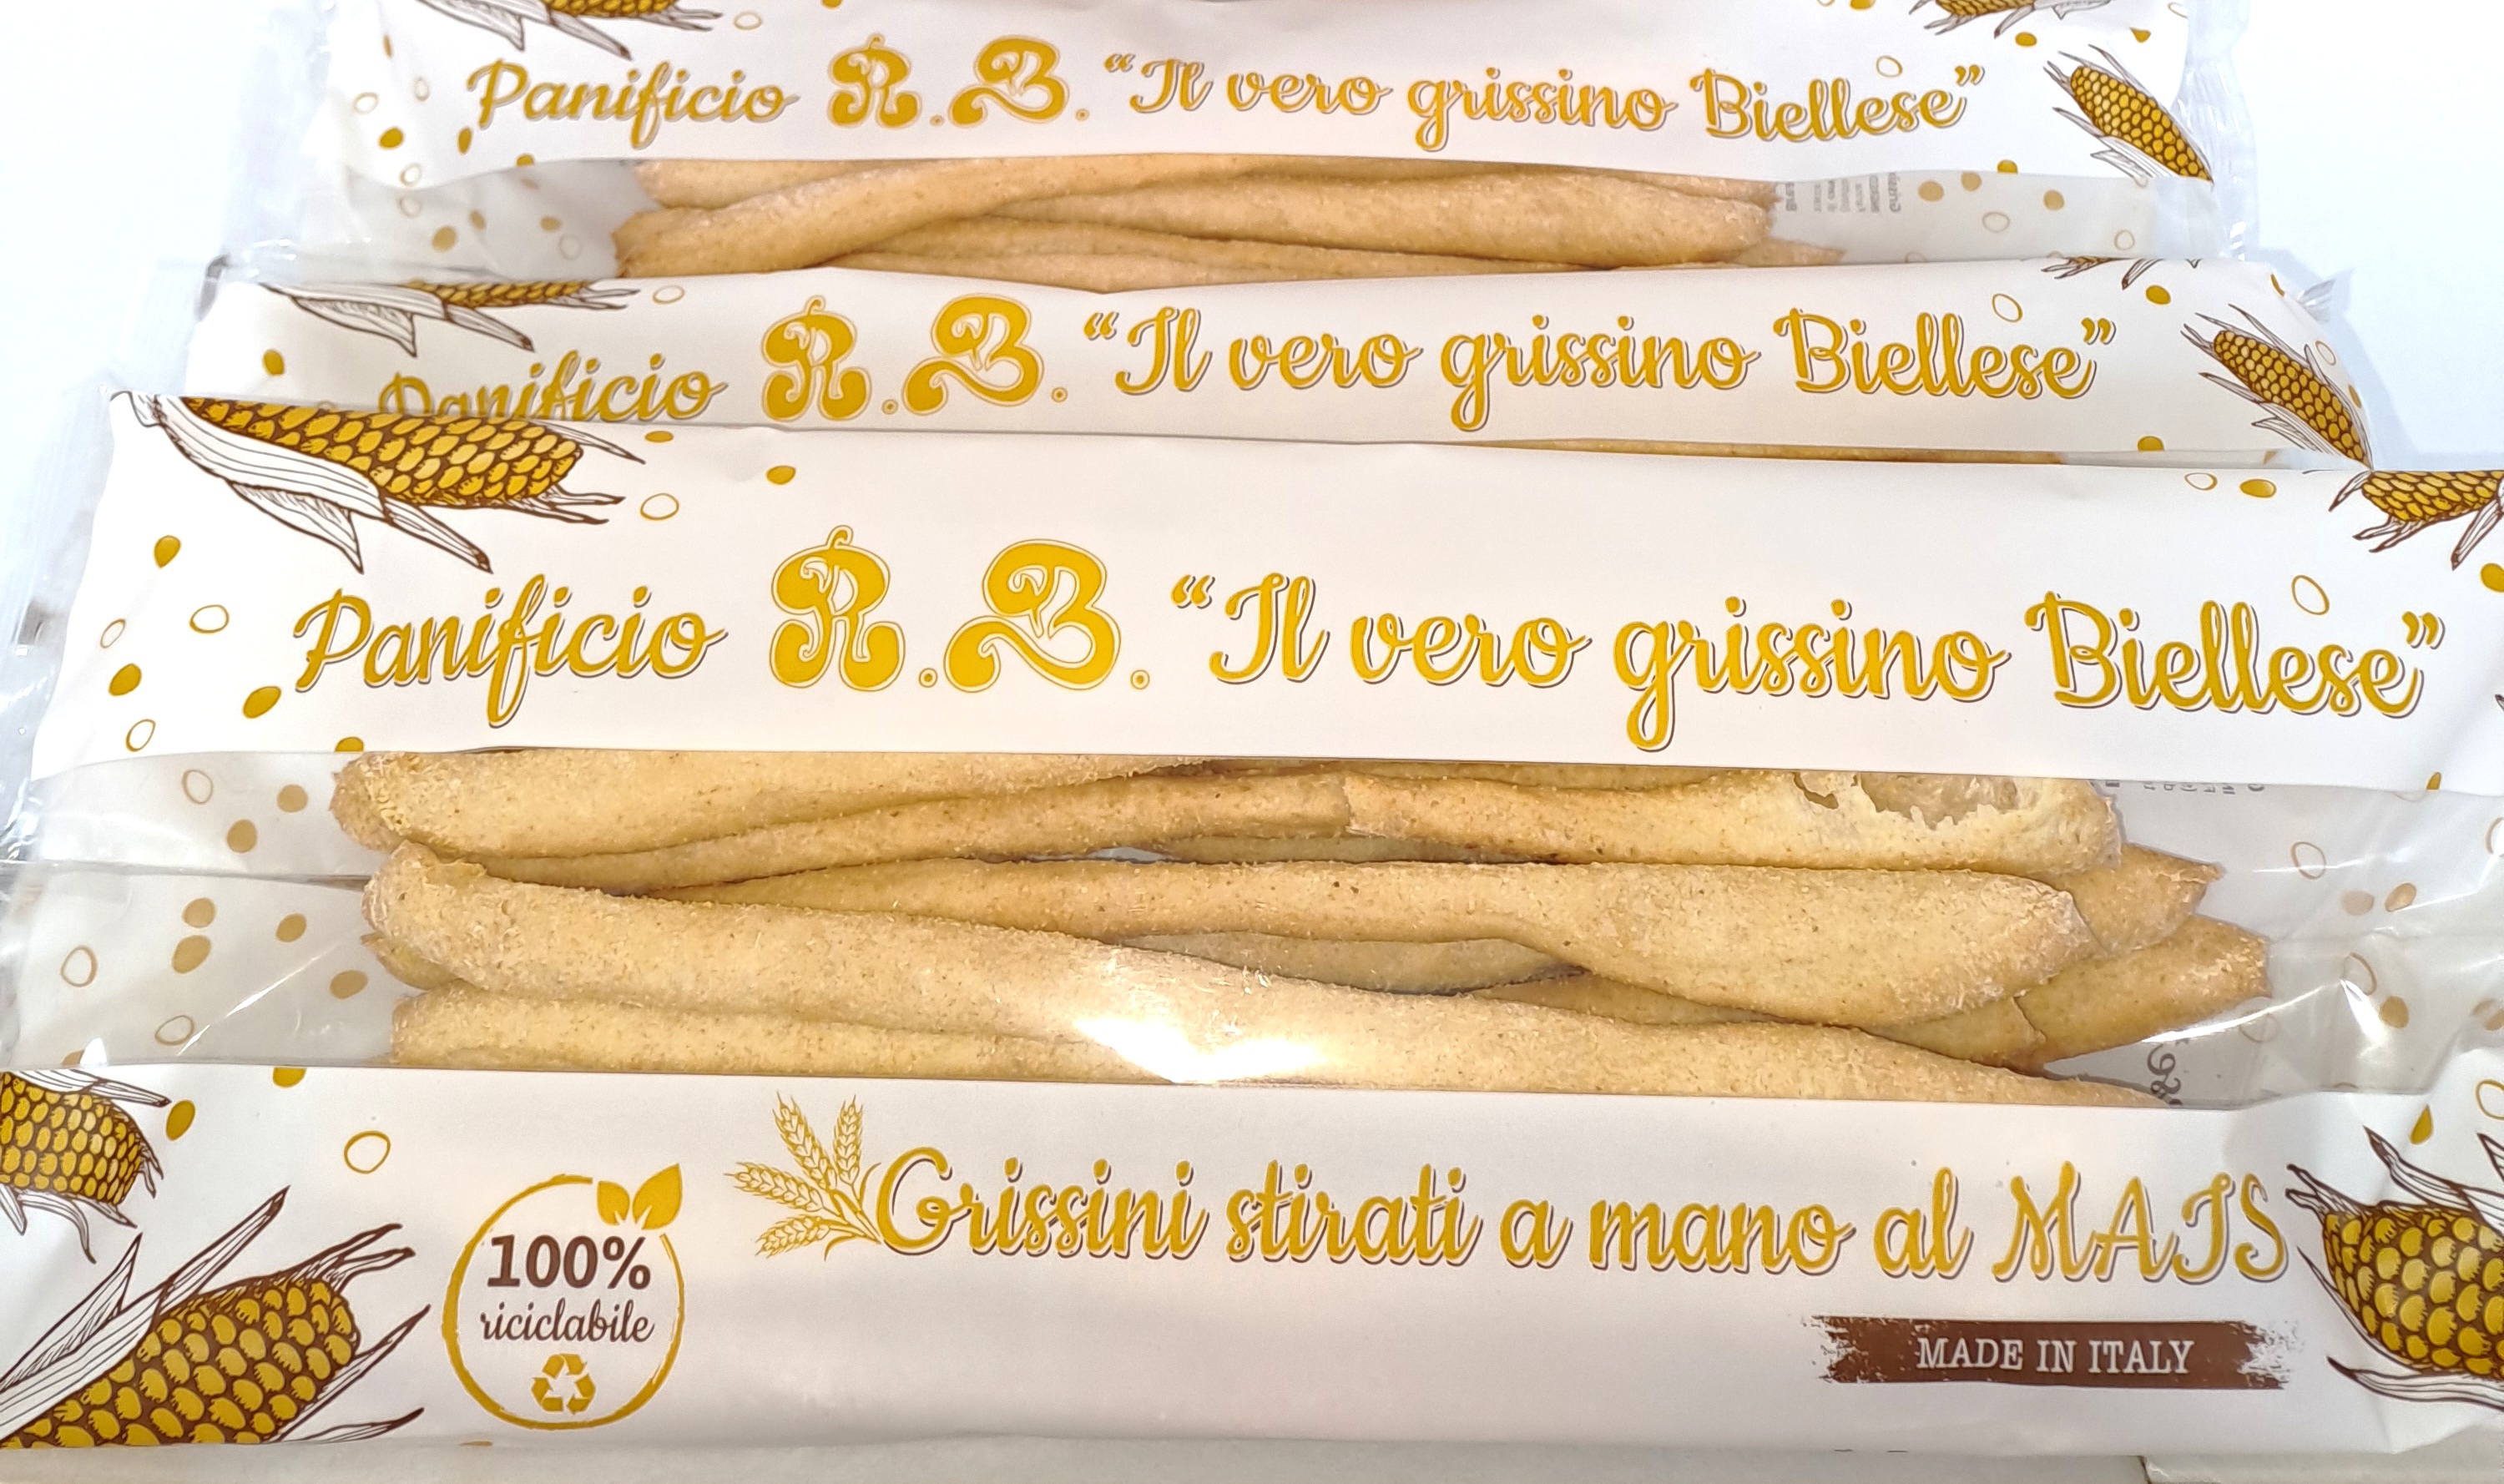 Panificio R.B. “Il vero grissino Biellese”
Panificio R.B. “Il vero grissino Biellese”
Panificio R.B. “Il vero grissino Biellese”
Grissini stirati a mano al MAIS
100%
riciclabile
MADE IN ITALY